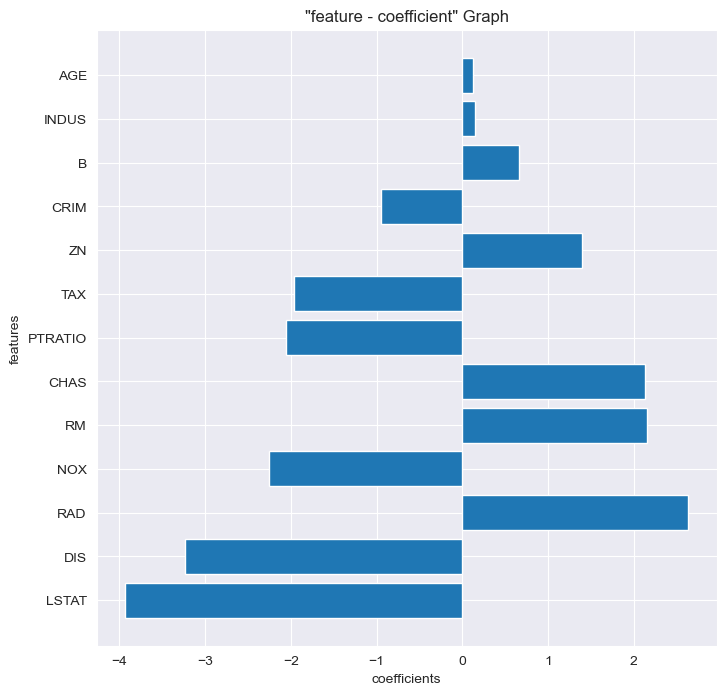 "feature - coefficient" Graph
AGE
INDUS
B
CRIM
ZN
TAX
PTRATIO
CHAS
RM
NOX
RAD
DIS
LSTAT
features
−4 −3 −2 −1 0 1 2
coefficients